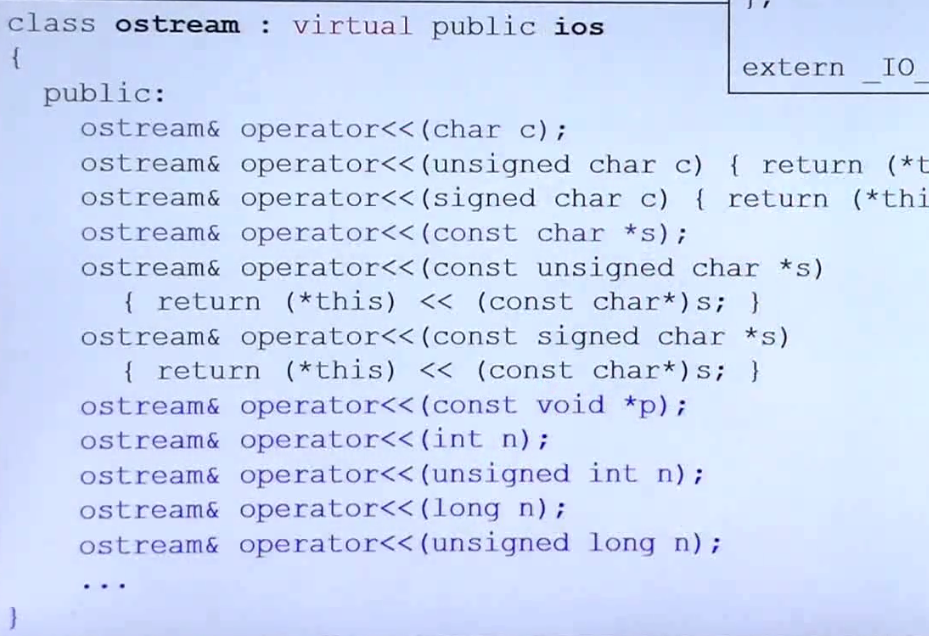 class ostream : virtual public ios
{
};
extern _IO_
public:
ostream& operator<<(char c);
ostream& operator<<(unsigned char c) { return (*t
ostream& operator<<(signed char c) { return (*thi
ostream& operator<<(const char *s);
ostream& operator<<(const unsigned char *s)
{ return (*this) << (const char*)s; }
ostream& operator<<(const signed char *s)
{ return (*this) << (const char*)s; }
ostream& operator<<(const void *p);
ostream& operator<<(int n);
ostream& operator<<(unsigned int n);
ostream& operator<<(long n);
ostream& operator<<(unsigned long n);
...
}